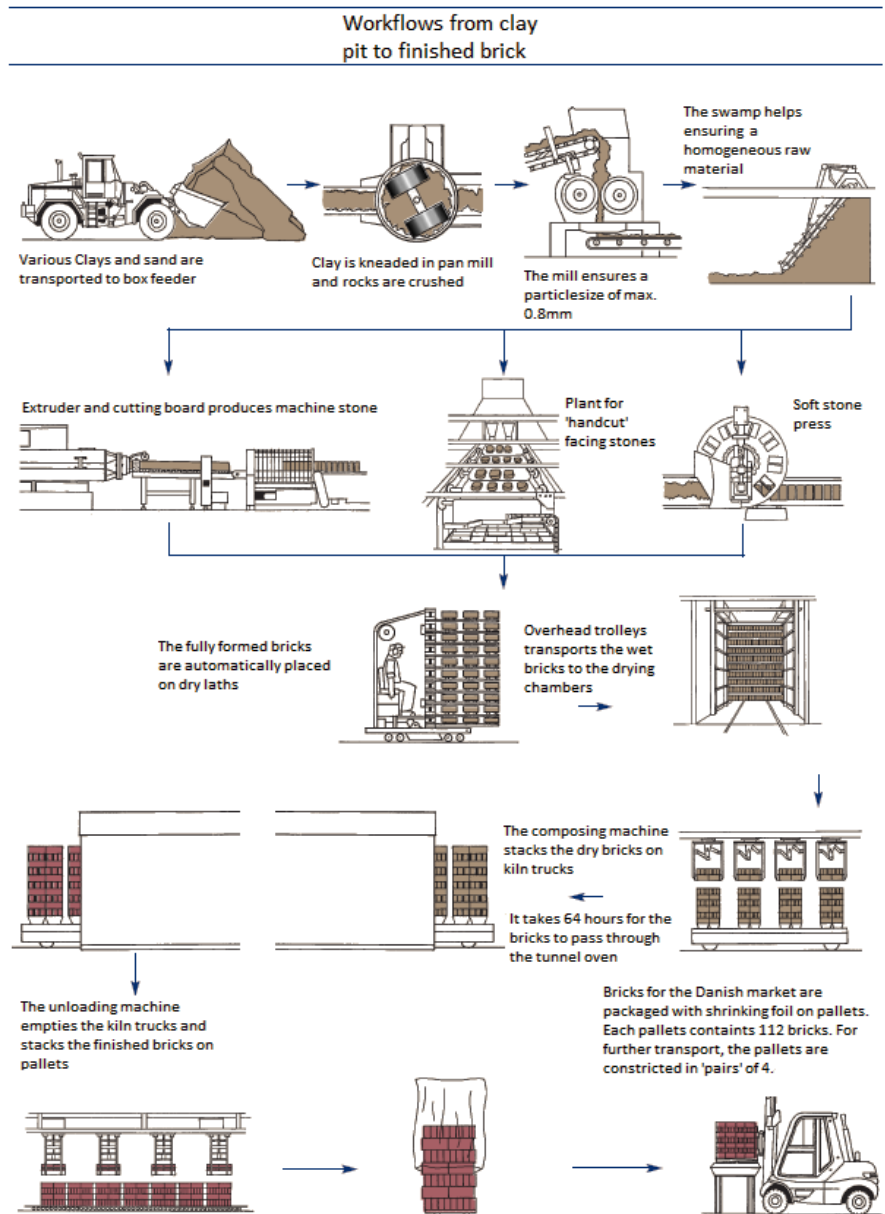 Workflows from clay
pit to finished brick
The swamp helps
ensuring a
homogeneous raw
material
Various Clays and sand are
transported to box feeder
Clay is kneaded in pan mill
and rocks are crushed
The mill ensures a
particlesize of max.
0.8mm
Extruder and cutting board produces machine stone
Plant for
'handcut'
facing stones
Soft stone
press
The fully formed bricks
are automatically placed
on dry laths
Overhead trolleys
transports the wet
bricks to the drying
chambers
The composing machine
stacks the dry bricks on
kiln trucks
It takes 64 hours for the
bricks to pass through
the tunnel oven
The unloading machine
empties the kiln trucks and
stacks the finished bricks on
pallets
Bricks for the Danish market are
packaged with shrinking foil on pallets.
Each pallets containts 112 bricks. For
further transport, the pallets are
constricted in 'pairs' of 4.